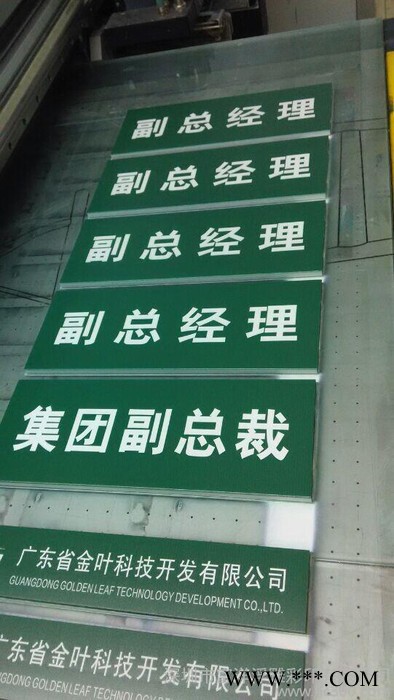 副总经理
副总经理
副总经理
副总经理
集团副总裁
广东省金叶科技开发有限公司
GUANGDONG GOLDEN LEAF TECHNOLOGY DEVELOPMENT CO.,LTD.
广东省金叶科技开发有限公司
GUANGDONG GOLDEN LEAF TECHNOLOGY
WWW.***.COM